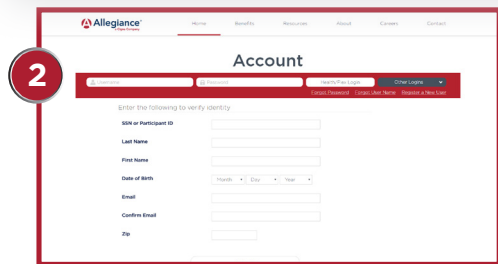 Allegiance
a Cigna Company
Home Benefits Resources About Careers Contact
Account
2
Username Password Health/Flex Login Other Logins
Forgot Password Forgot User Name Register a New User
Enter the following to verify identity
SSN or Participant ID
Last Name
First Name
Date of Birth Month Day Year
Email
Confirm Email
Zip